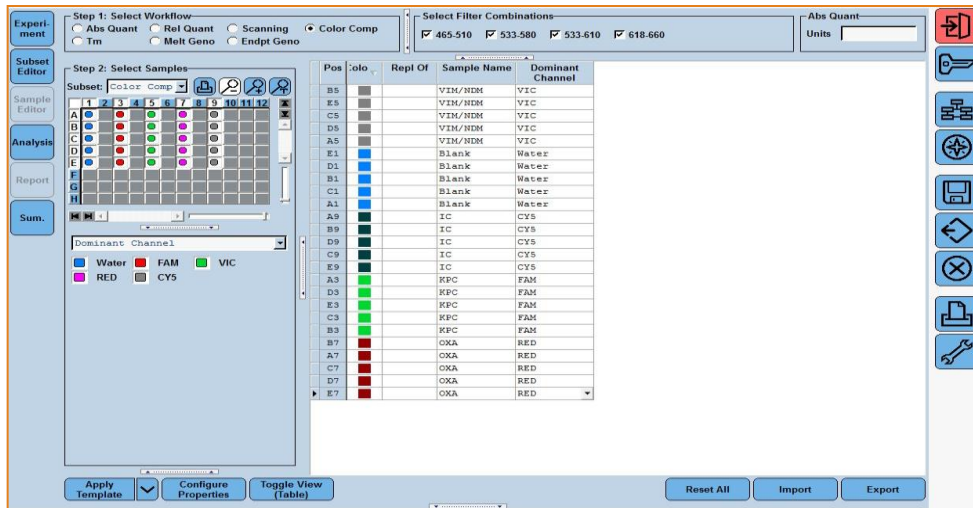 Experi-
ment
Subset
Editor
Sample
Editor
Analysis
Report
Sum.
Step 1: Select Workflow
Abs Quant Rel Quant Scanning Color Comp
Tm Melt Geno Endpt Geno
Select Filter Combinations
465-510 533-580 533-610 618-660
Abs Quant
Units
Step 2: Select Samples
Subset: Color Comp
1 2 3 4 5 6 7 8 9 10 11 12
A
B
C
D
E
F
G
H
Dominant Channel
Water FAM VIC
RED CY5
Pos Colo Repl Of Sample Name Dominant
Channel
B5 VIM/NDM VIC
E5 VIM/NDM VIC
C5 VIM/NDM VIC
D5 VIM/NDM VIC
A5 VIM/NDM VIC
E1 Blank Water
D1 Blank Water
B1 Blank Water
C1 Blank Water
A1 Blank Water
A9 IC CY5
B9 IC CY5
D9 IC CY5
C9 IC CY5
E9 IC CY5
A3 KPC FAM
D3 KPC FAM
E3 KPC FAM
C3 KPC FAM
B3 KPC FAM
B7 OXA RED
A7 OXA RED
C7 OXA RED
D7 OXA RED
E7 OXA RED
Apply
Template
Configure
Properties
Toggle View
(Table)
Reset All Import Export